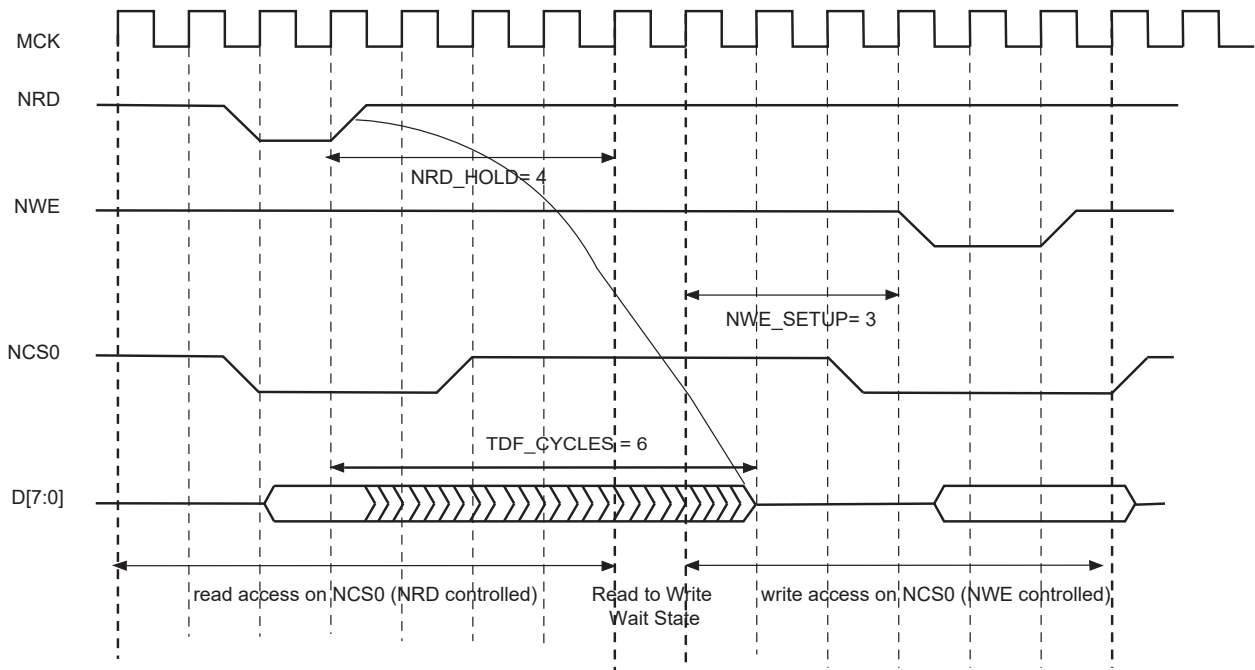 MCK
NRD
NRD_HOLD= 4
NWE
NWE_SETUP= 3
NCS0
TDF_CYCLES = 6
D[7:0]
read access on NCS0 (NRD controlled)
Read to Write
Wait State
write access on NCS0 (NWE controlled)